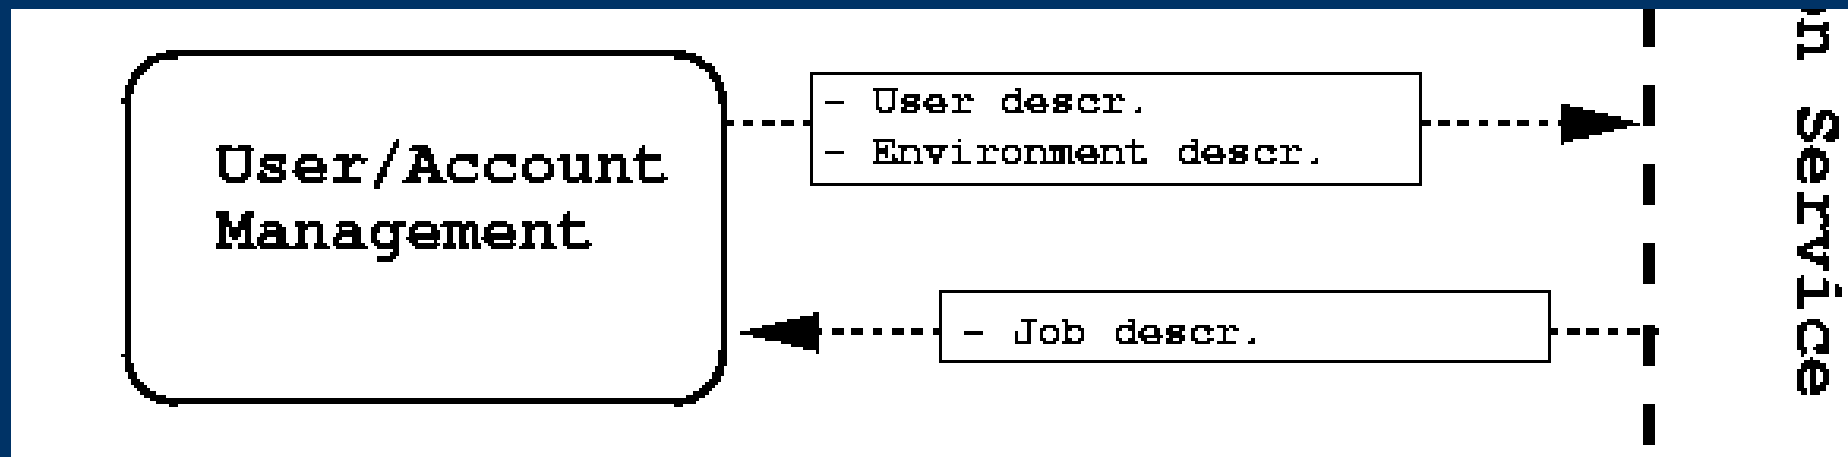 User/Account
Management
- User descr.
- Environment descr.
- Job descr.
Service